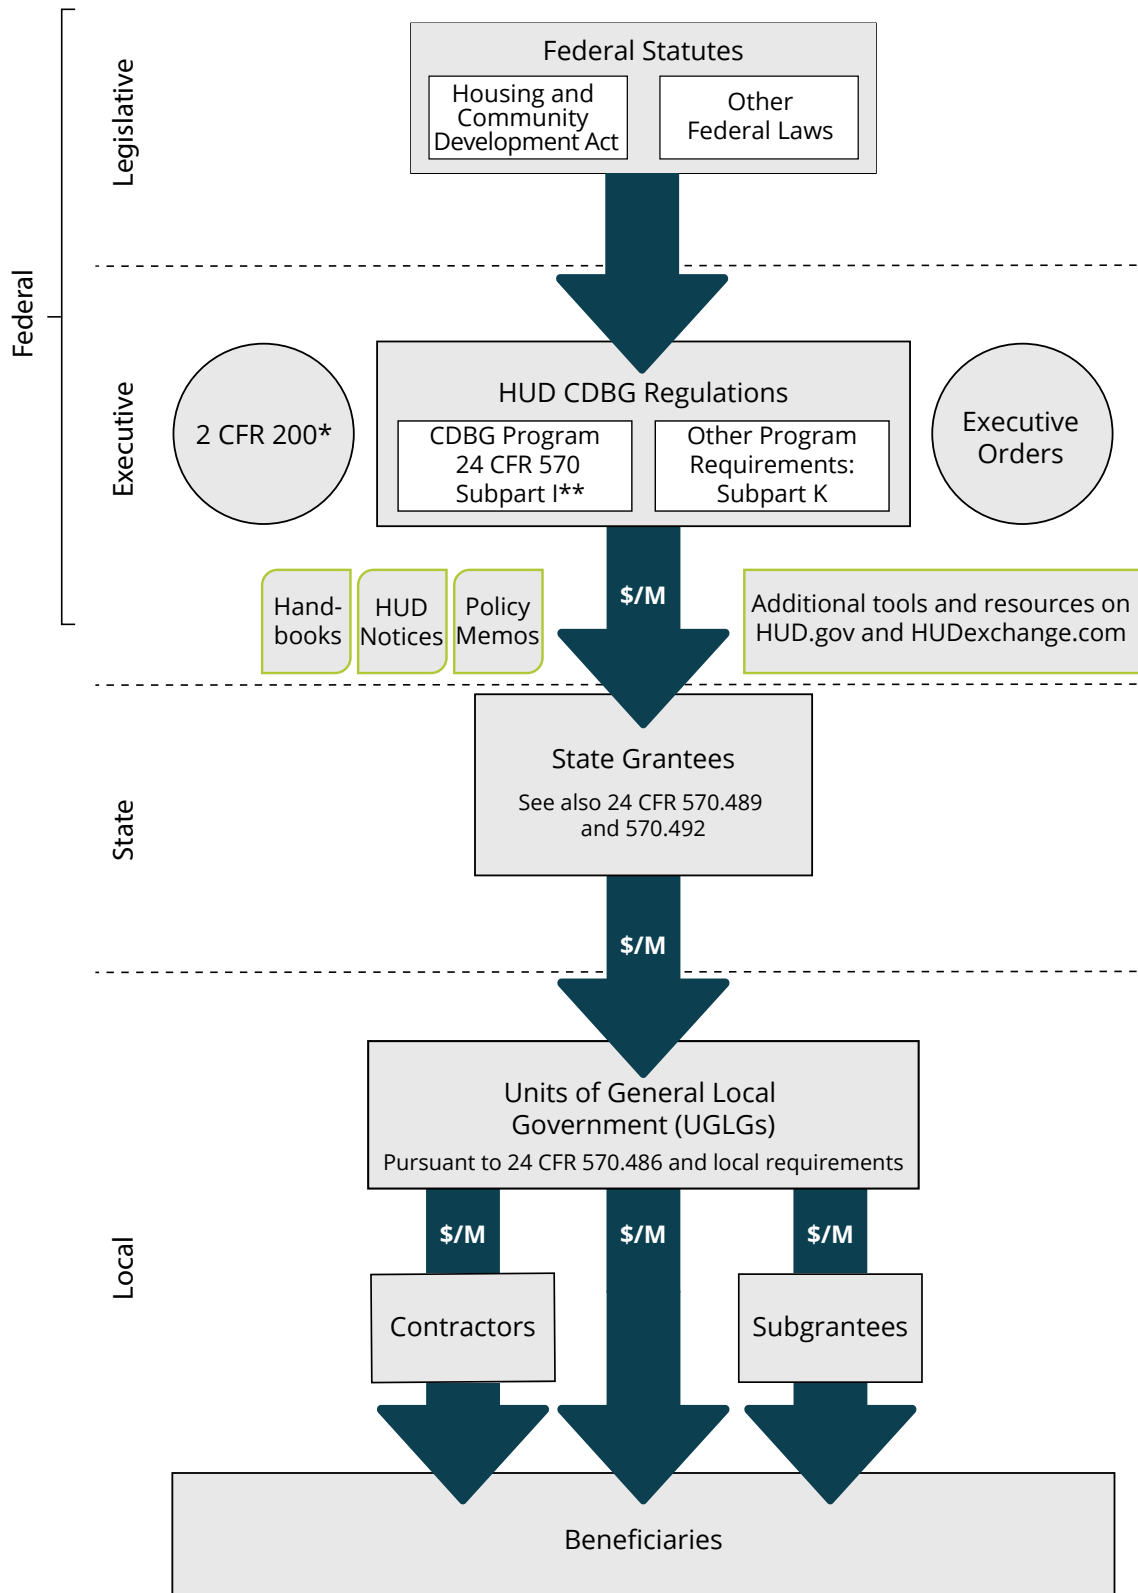 Federal
Legislative
Federal Statutes
Housing and
Community
Development Act
Other
Federal Laws
Executive
2 CFR 200*
HUD CDBG Regulations
CDBG Program
24 CFR 570
Subpart I**
Other Program
Requirements:
Subpart K
Executive
Orders
Hand-
books
HUD
Notices
Policy
Memos
$/M
Additional tools and resources on
HUD.gov and HUDexchange.com
State
State Grantees
See also 24 CFR 570.489
and 570.492
$/M
Local
Units of General Local
Government (UGLGs)
Pursuant to 24 CFR 570.486 and local requirements
$/M
$/M
$/M
Contractors
Subgrantees
Beneficiaries